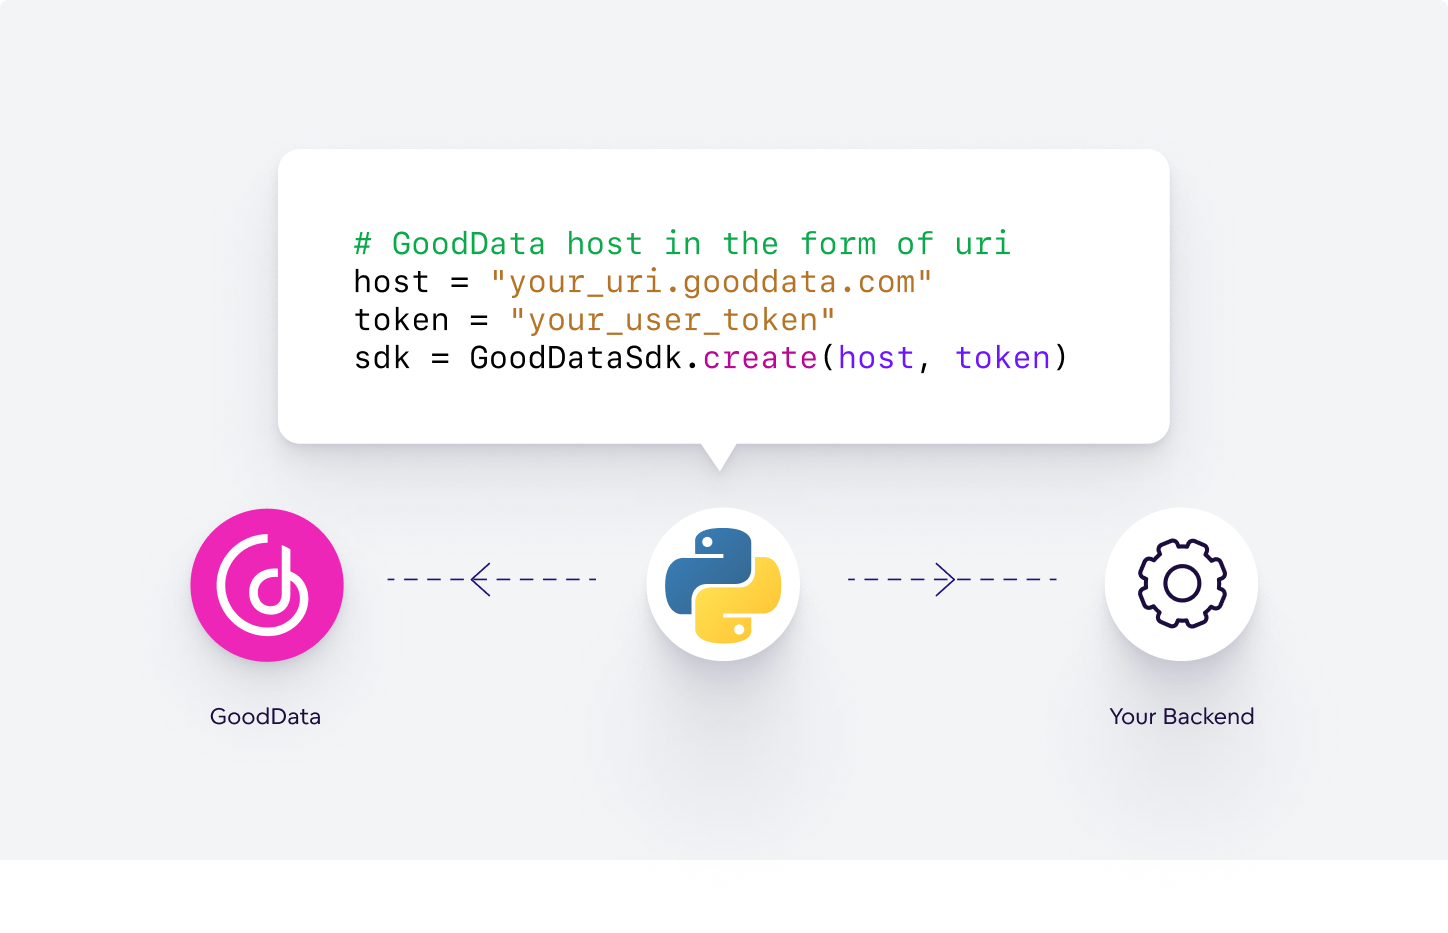 # GoodData host in the form of uri
host = "your_uri.gooddata.com"
token = "your_user_token"
sdk = GoodDataSdk.create(host, token)
GoodData
Your Backend